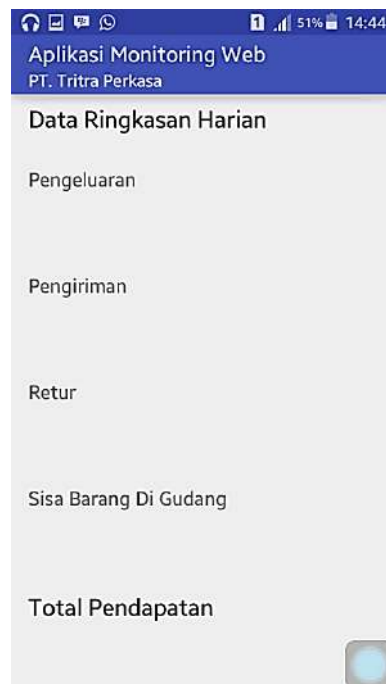 1 51% 14:44
Aplikasi Monitoring Web
PT. Tritra Perkasa
Data Ringkasan Harian
Pengeluaran
Pengiriman
Retur
Sisa Barang Di Gudang
Total Pendapatan